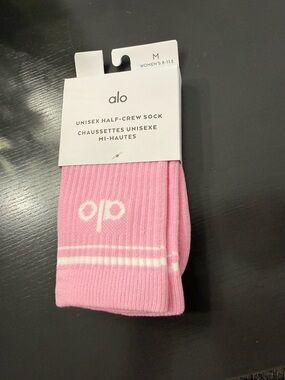 M
WOMEN'S 8-11.5
alo
UNISEX HALF-CREW SOCK
CHAUSSETTES UNISEXE
MI-HAUTES
alo